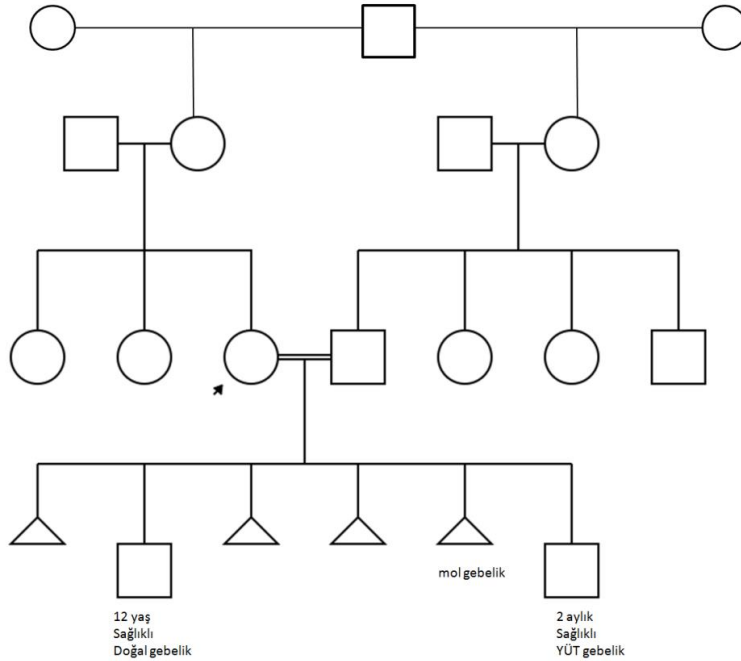 mol gebelik
12 yaş
Sağlıklı
Doğal gebelik
2 aylık
Sağlıklı
YÜT gebelik